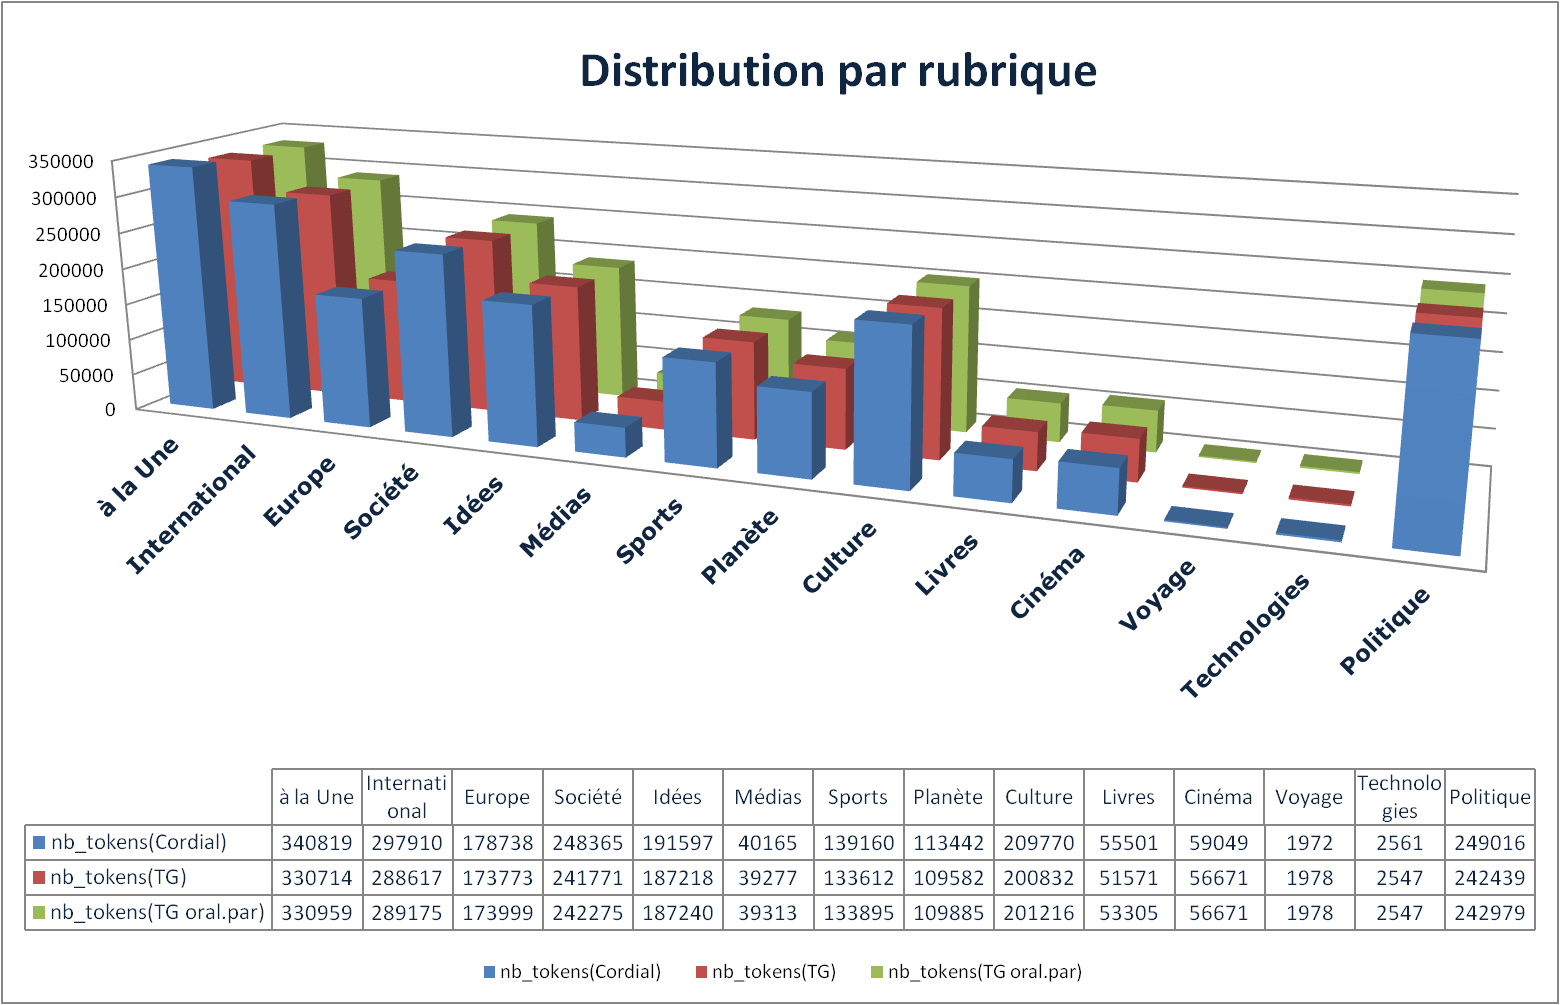 Distribution par rubrique
350000
300000
250000
200000
150000
100000
50000
0
à la Une
International
Europe
Société
Idées
Médias
Sports
Planète
Culture
Livres
Cinéma
Voyage
Technologies
Politique
à la Une Internati onal Europe Société Idées Médias Sports Planète Culture Livres Cinéma Voyage Technolo gies Politique
nb_tokens(Cordial) 340819 297910 178738 248365 191597 40165 139160 113442 209770 55501 59049 1972 2561 249016
nb_tokens(TG) 330714 288617 173773 241771 187218 39277 133612 109582 200832 51571 56671 1978 2547 242439
nb_tokens(TG oral.par) 330959 289175 173999 242275 187240 39313 133895 109885 201216 53305 56671 1978 2547 242979
nb_tokens(Cordial) nb_tokens(TG) nb_tokens(TG oral.par)